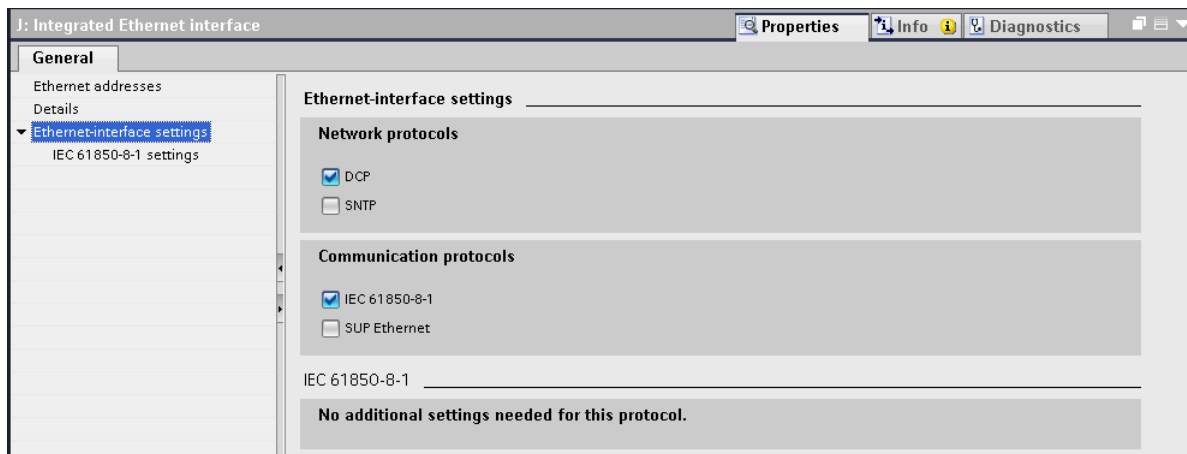 J: Integrated Ethernet interface
Properties
Info
Diagnostics
General
Ethernet addresses
Details
Ethernet-interface settings
IEC 61850-8-1 settings
Ethernet-interface settings
Network protocols
DCP
SNTP
Communication protocols
IEC 61850-8-1
SUP Ethernet
IEC 61850-8-1
No additional settings needed for this protocol.